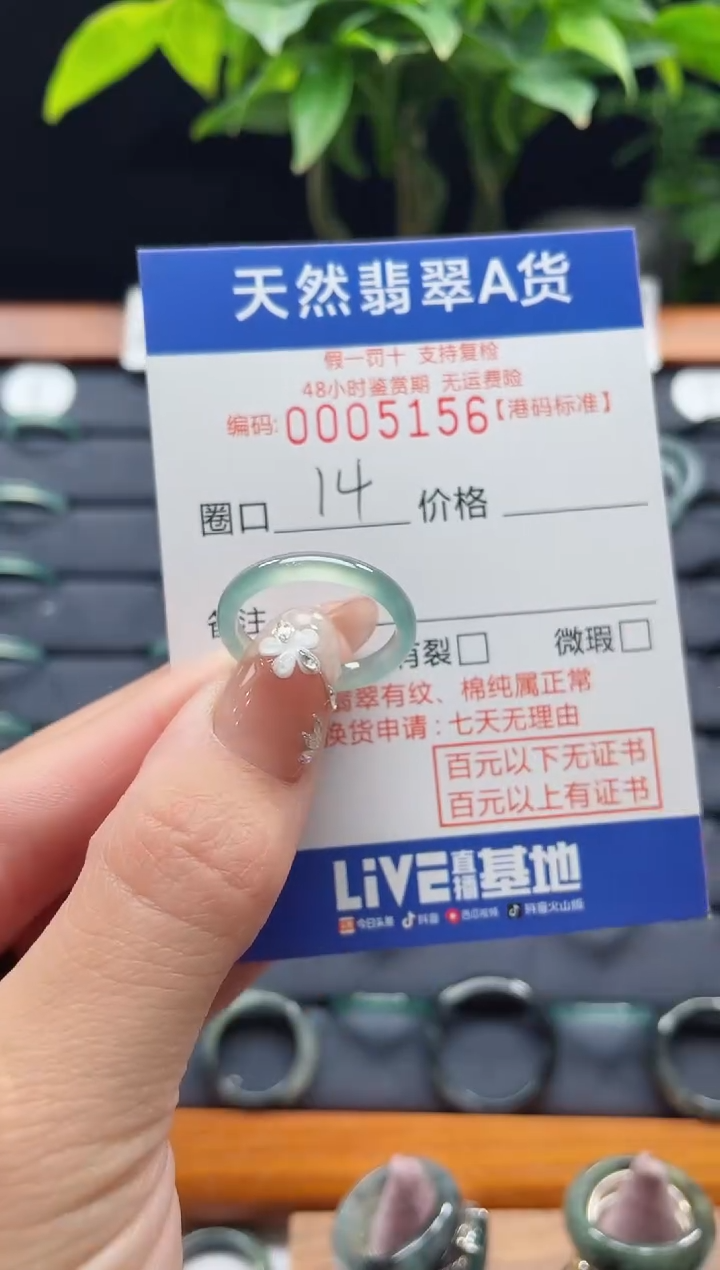 天然翡翠A货
假一罚十 支持复检
48小时鉴赏期 无运费险
编码:0005156【港码标准】
圈口 14 价格
备注
有裂□ 微瑕□
翡翠有纹、棉纯属正常
换货申请:七天无理由
百元以下无证书
百元以上有证书
LiVE直播基地
今日头条 抖音 西瓜视频 抖音火山版